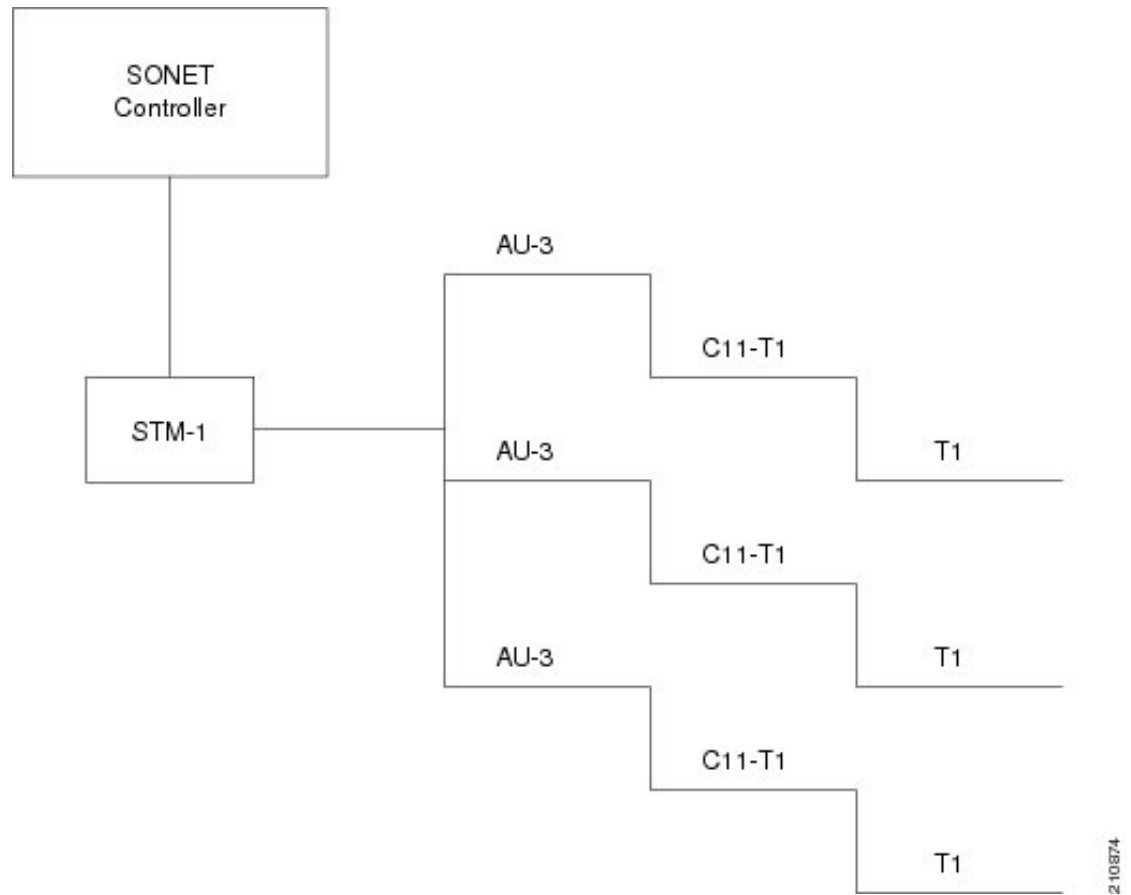 SONET
Controller
AU-3
C11-T1
STM-1
AU-3
T1
C11-T1
AU-3
T1
C11-T1
T1
210874